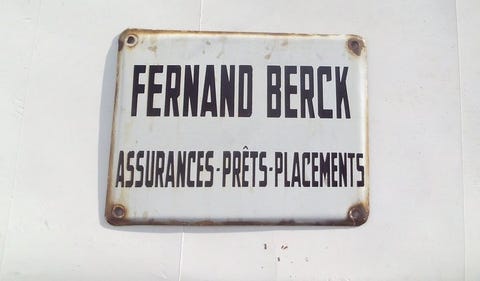 FERNAND BERCK
ASSURANCES-PRÊTS-PLACEMENTS